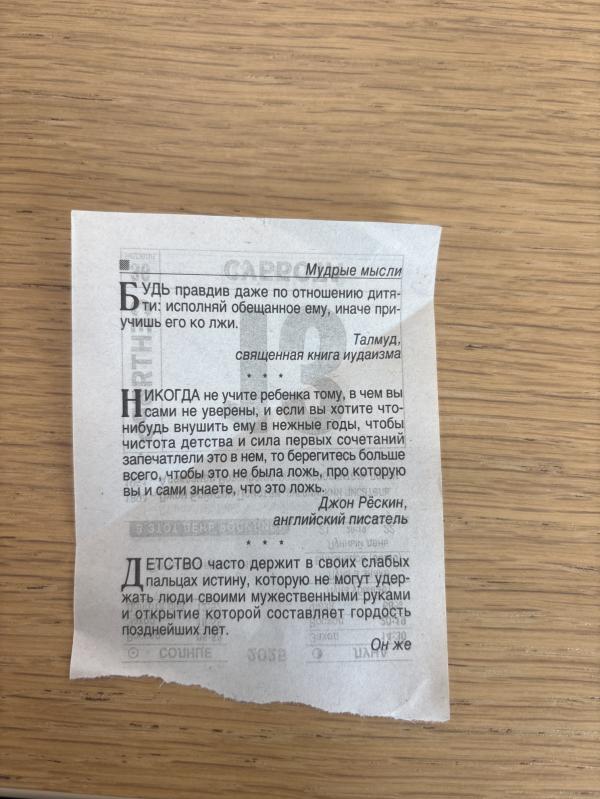 Мудрые мысли
БУДЬ правдив даже по отношению дитя-
ти: исполняй обещанное ему, иначе при-
учишь его ко лжи.
Талмуд,
священная книга иудаизма
* * *
НИКОГДА не учите ребенка тому, в чем вы
сами не уверены, и если вы хотите что-
нибудь внушить ему в нежные годы, чтобы
чистота детства и сила первых сочетаний
запечатлели это в нем, то берегитесь больше
всего, чтобы это не была ложь, про которую
вы и сами знаете, что это ложь.
Джон Рёскин,
английский писатель
* * *
ДЕТСТВО часто держит в своих слабых
пальцах истину, которую не могут удер-
жать люди своими мужественными руками
и открытие которой составляет гордость
позднейших лет.
Он же